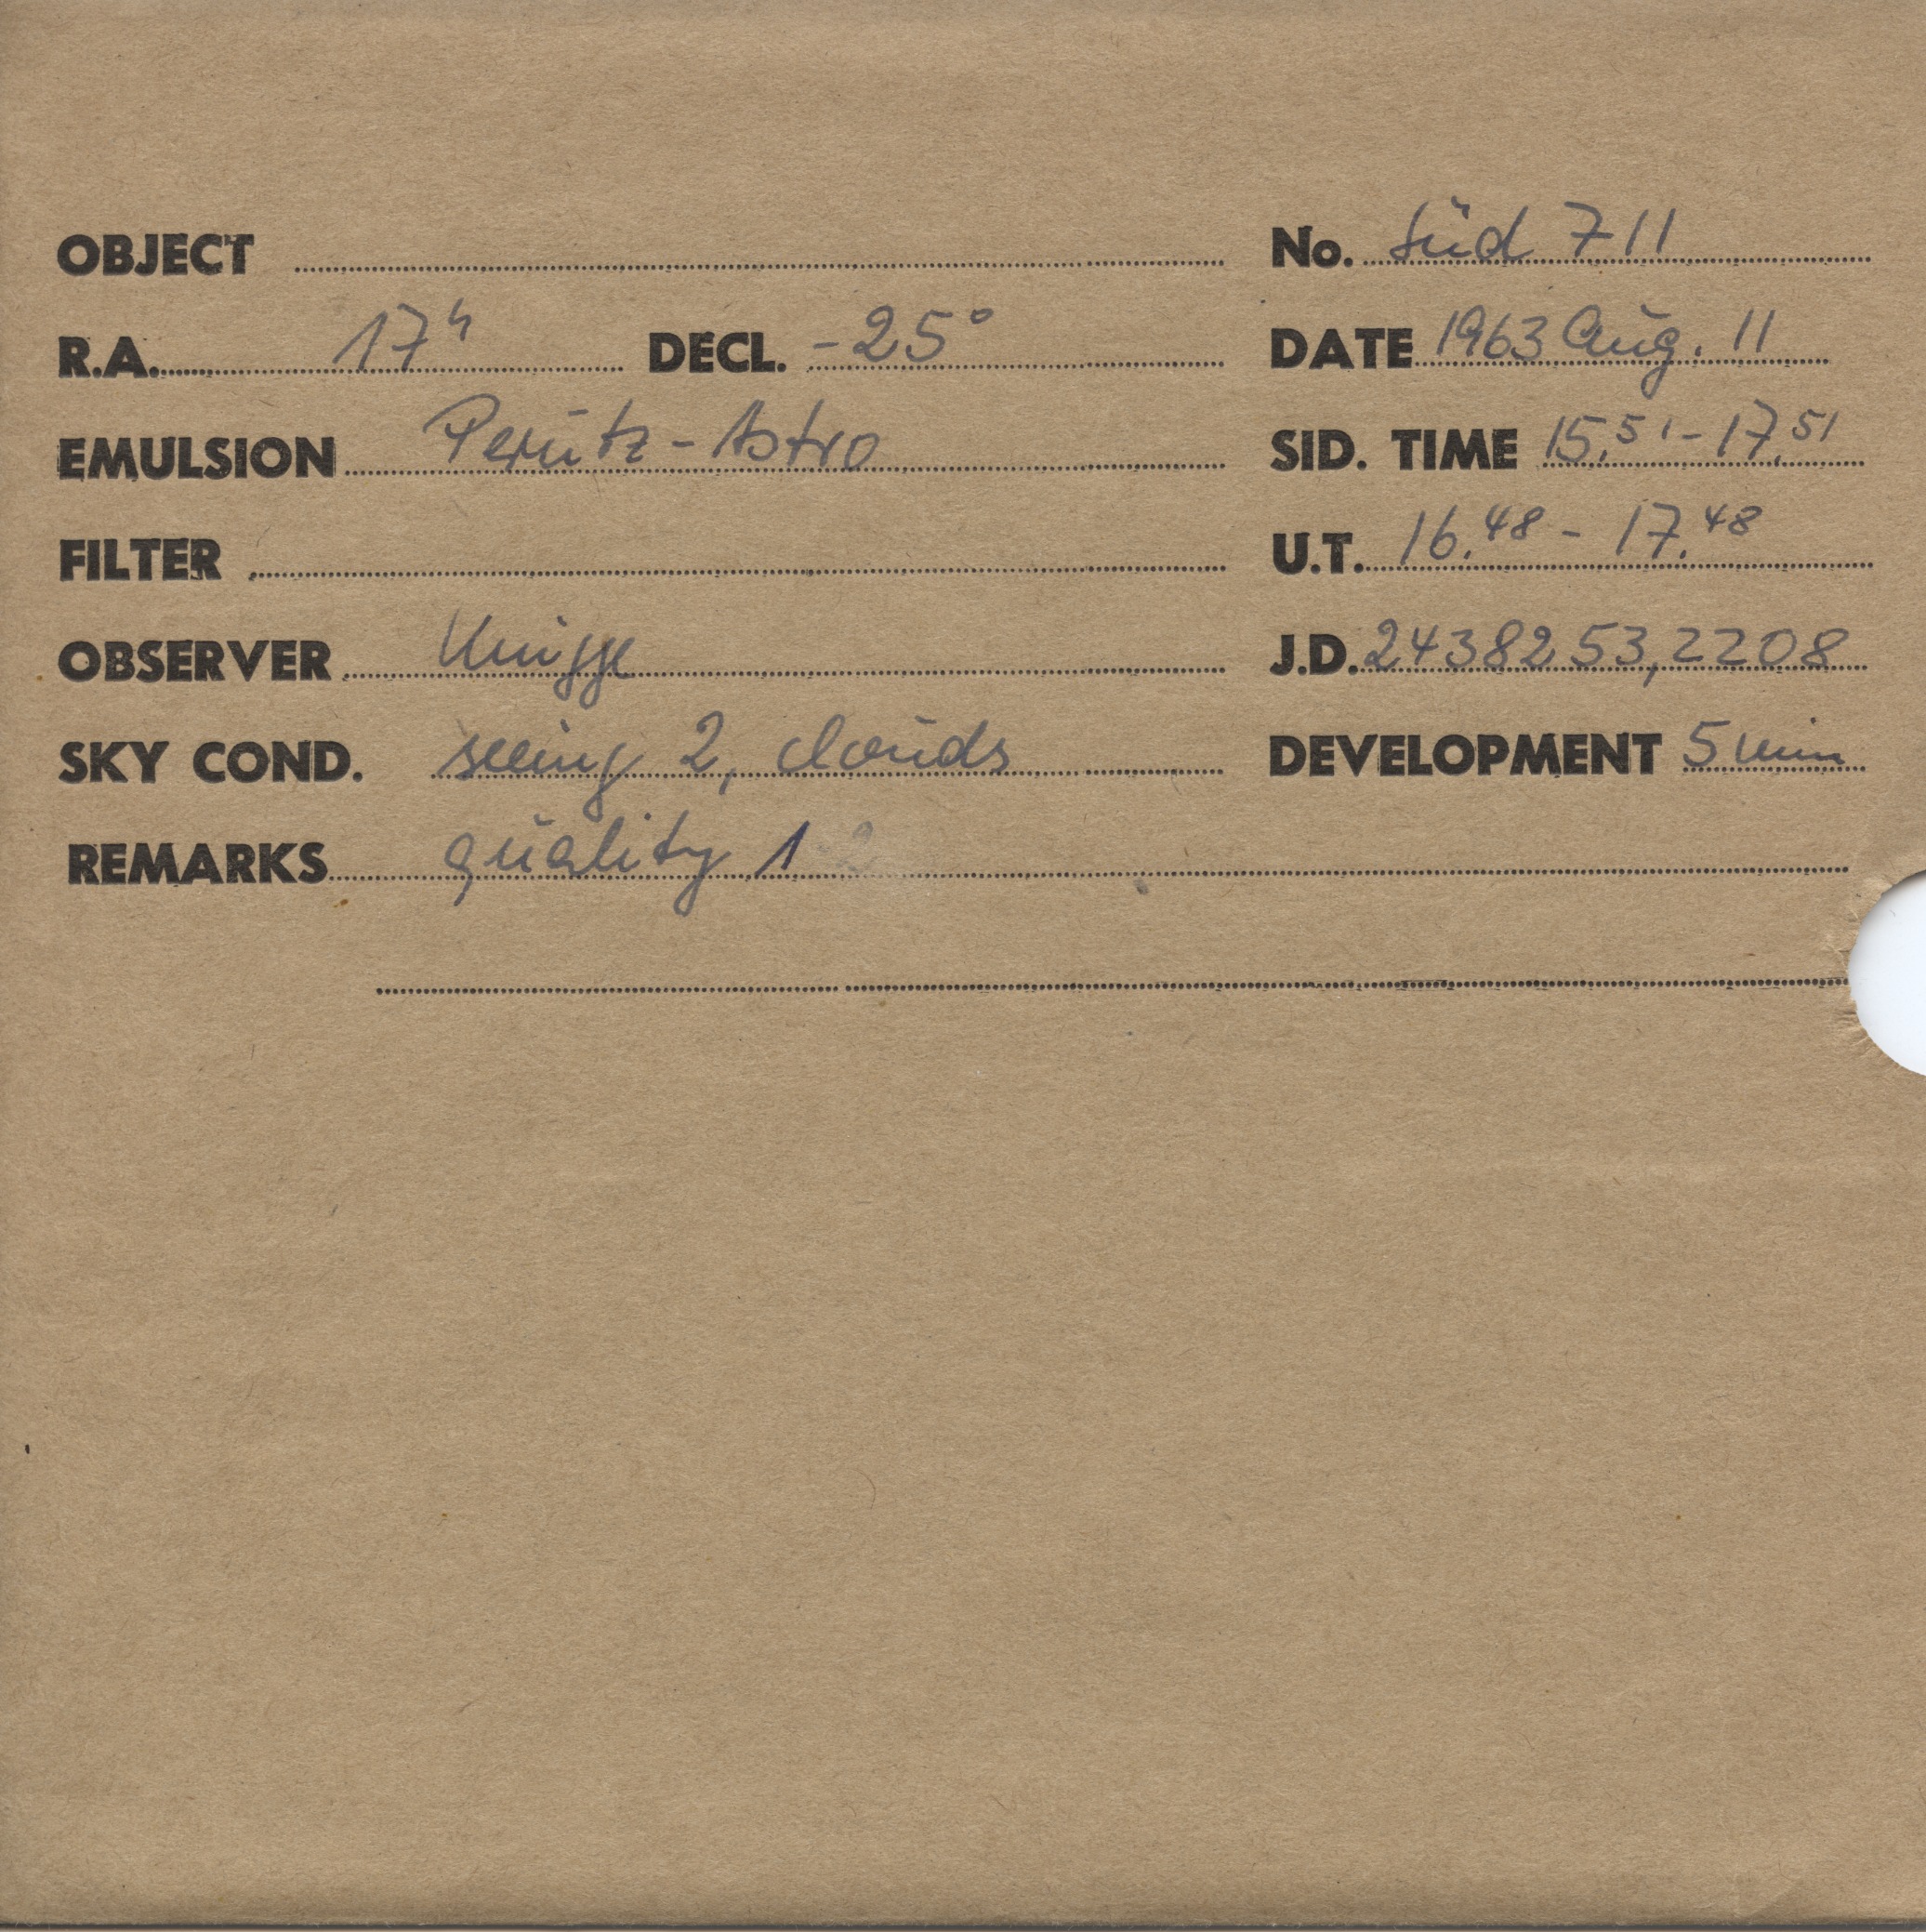 OBJECT No. Süd 711
R.A. 17h DECL. -25° DATE 1963 Aug. 11
EMULSION Perutz-Astro SID. TIME 15.51-17.51
FILTER U.T. 16.48 - 17.48
OBSERVER Knigge J.D. 2438253,2208
SKY COND. seeing 2, clouds DEVELOPMENT 5 min
REMARKS quality 1